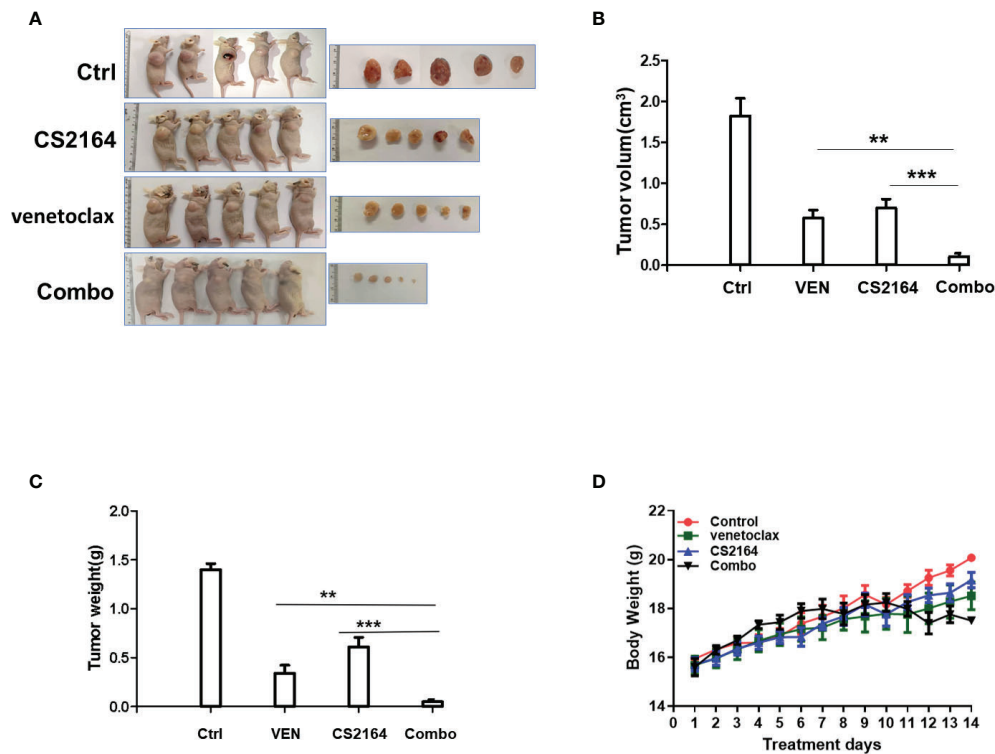 A
Ctrl
CS2164
venetoclax
Combo
B
Tumor volum(cm³)
2.5
2.0
1.5
1.0
0.5
0.0
**
***
Ctrl VEN CS2164 Combo
C
Tumor weight(g)
2.0
1.5
1.0
0.5
0.0
**
***
Ctrl VEN CS2164 Combo
D
Body Weight (g)
22
20
18
16
14
Control
venetoclax
CS2164
Combo
0 1 2 3 4 5 6 7 8 9 10 11 12 13 14
Treatment days